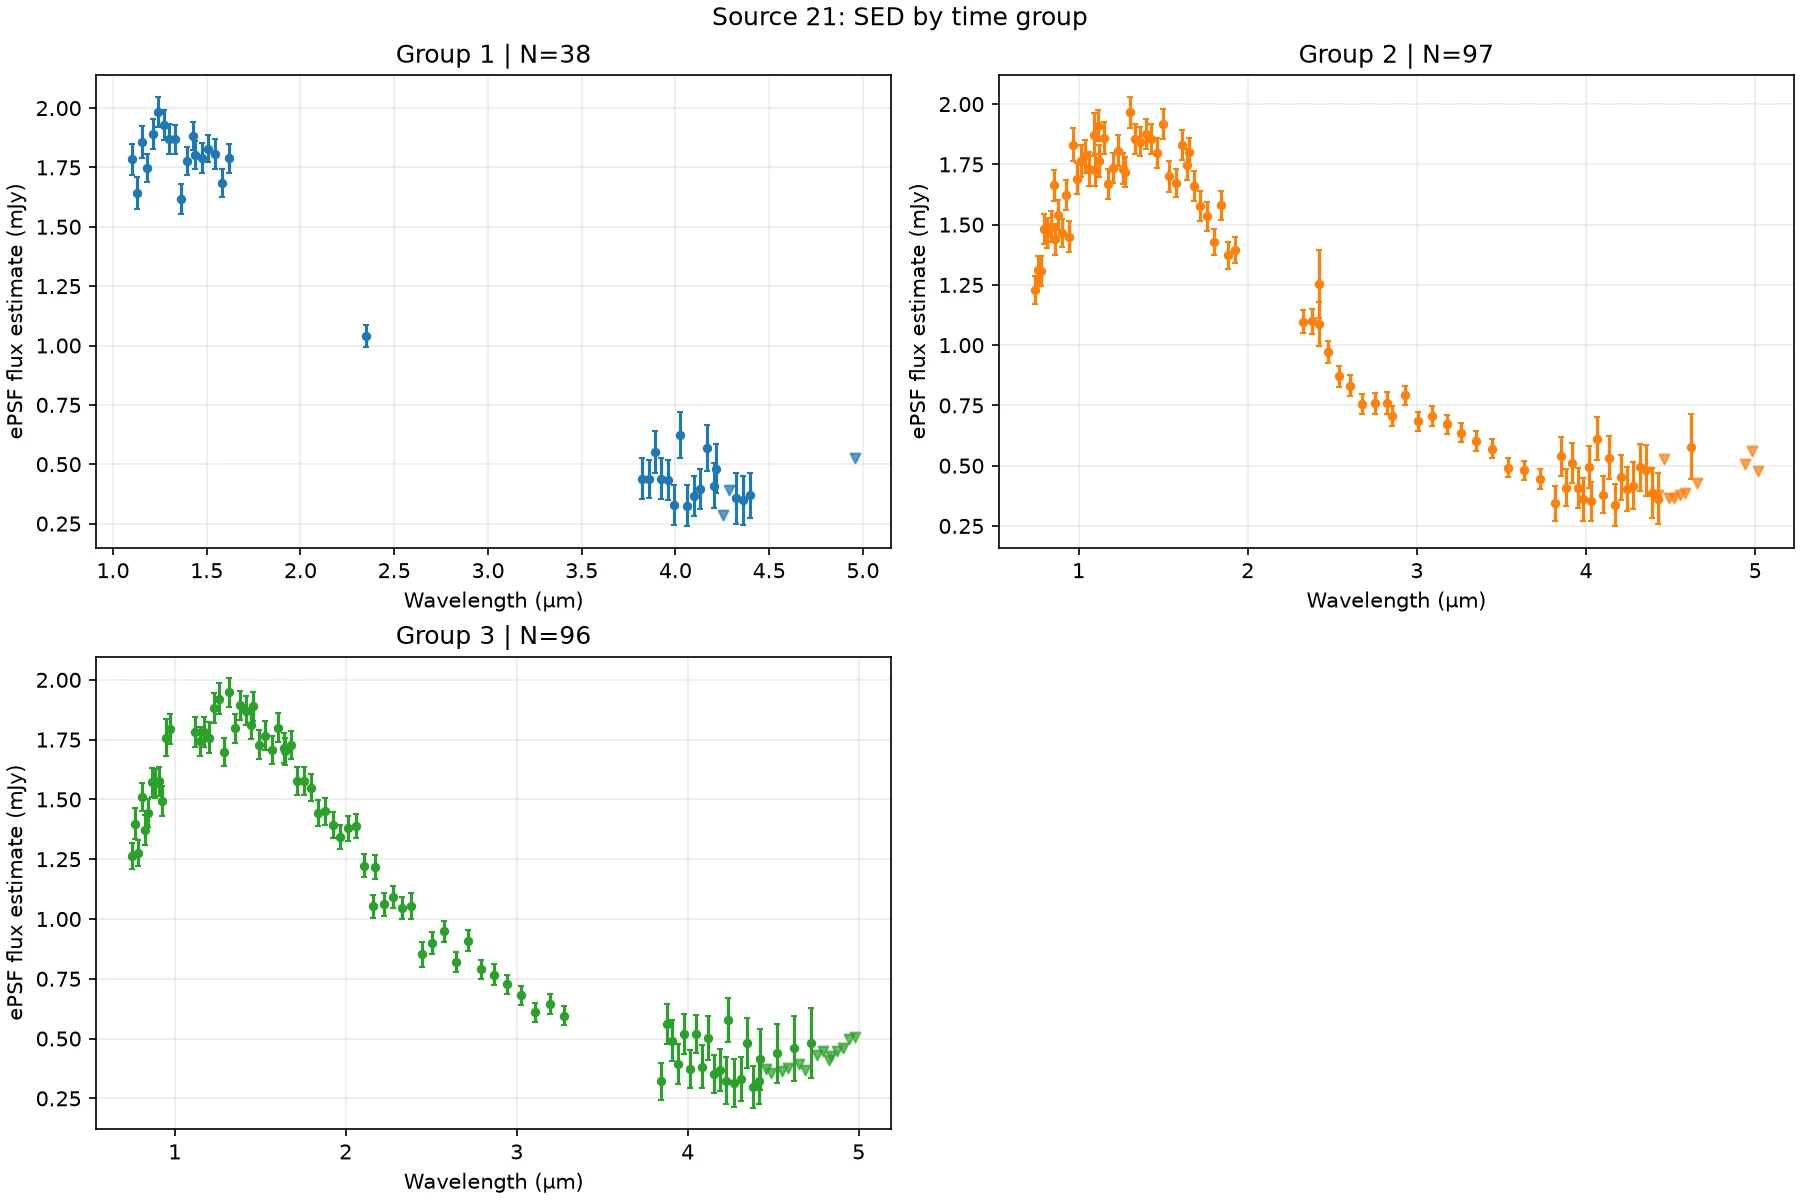 Source 21: SED by time group
Group 1 | N=38
ePSF flux estimate (mJy)
2.00
1.75
1.50
1.25
1.00
0.75
0.50
0.25
1.0 1.5 2.0 2.5 3.0 3.5 4.0 4.5 5.0
Wavelength (µm)
Group 2 | N=97
ePSF flux estimate (mJy)
2.00
1.75
1.50
1.25
1.00
0.75
0.50
0.25
1 2 3 4 5
Wavelength (µm)
Group 3 | N=96
ePSF flux estimate (mJy)
2.00
1.75
1.50
1.25
1.00
0.75
0.50
0.25
1 2 3 4 5
Wavelength (µm)